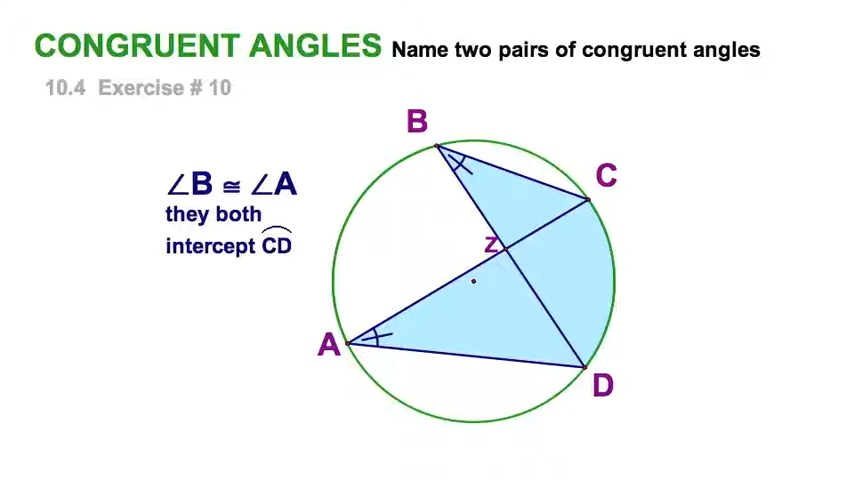 CONGRUENT ANGLES Name two pairs of congruent angles
10.4 Exercise # 10
B
C
∠B ≅ ∠A
they both
intercept CD
Z
A
D